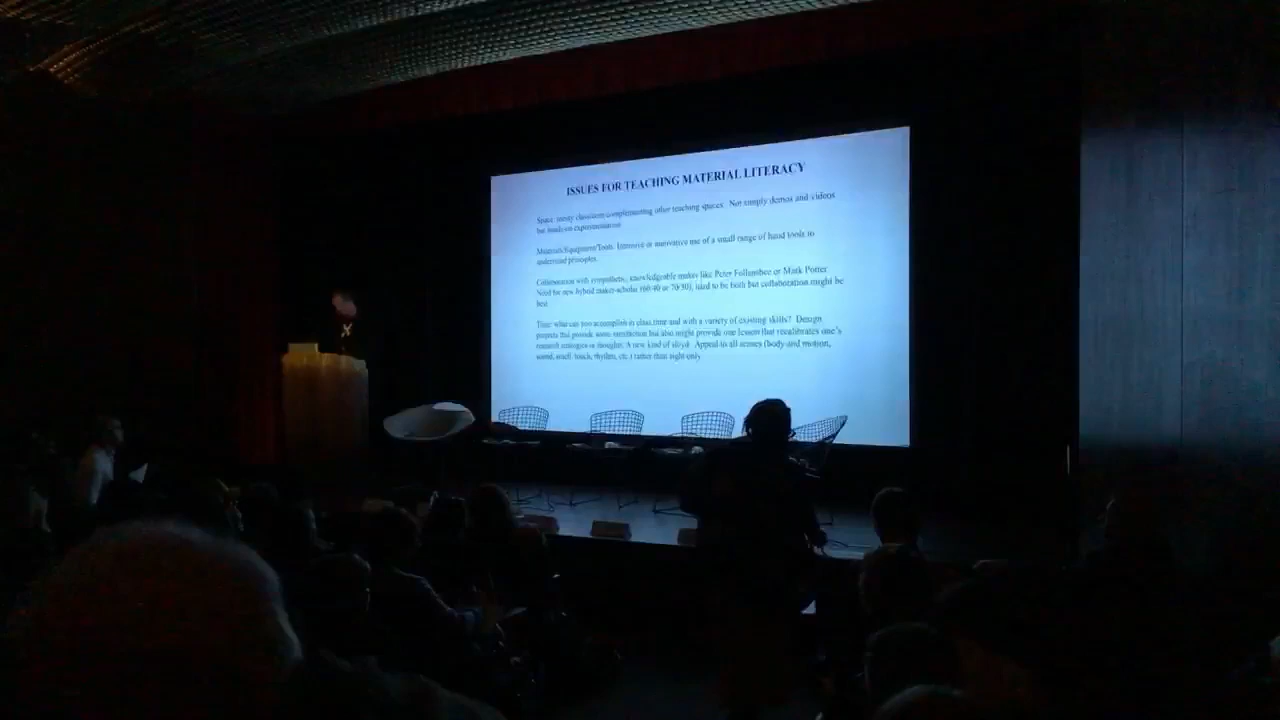 ISSUES FOR TEACHING MATERIAL LITERACY
Space: messy classroom complementing other teaching spaces. Not simply demos and videos
but hands-on experimentation
Materials/Equipment/Tools. Intensive or innovative use of a small range of hand tools to
understand principles.
Collaboration with sympathetic, knowledgeable makers like Peter Follansbee or Mark Potter
Need for new hybrid maker-scholar (60/40 or 70/30), hard to be both but collaboration might be
best.
Time: what can you accomplish in class time and with a variety of existing skills? Design
projects that provide some satisfaction but also might provide one lesson that recalibrates one's
research strategies or thoughts. A new kind of sloyd. Appeal to all senses (body and motion,
sound, smell, touch, rhythm, etc.) rather than sight only